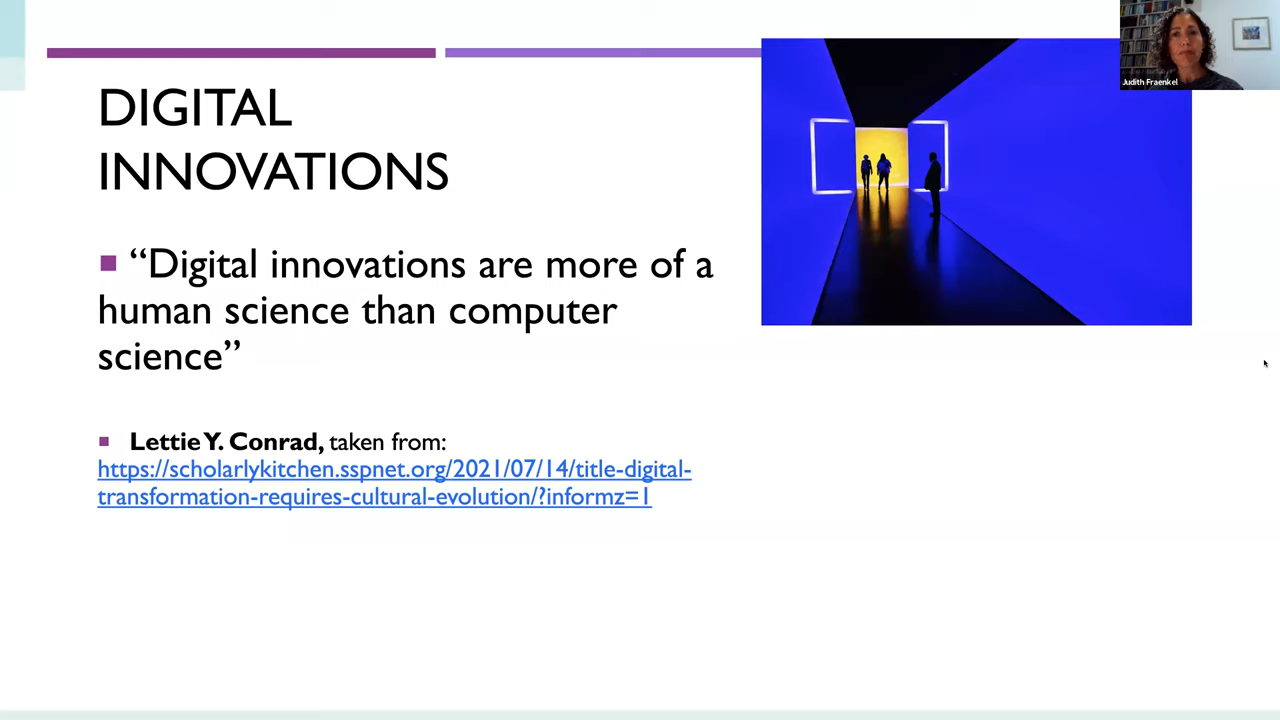 DIGITAL
INNOVATIONS
“Digital innovations are more of a
human science than computer
science”
Lettie Y. Conrad, taken from:
https://scholarlykitchen.sspnet.org/2021/07/14/title-digital-
transformation-requires-cultural-evolution/?informz=1
Judith Fraenkel